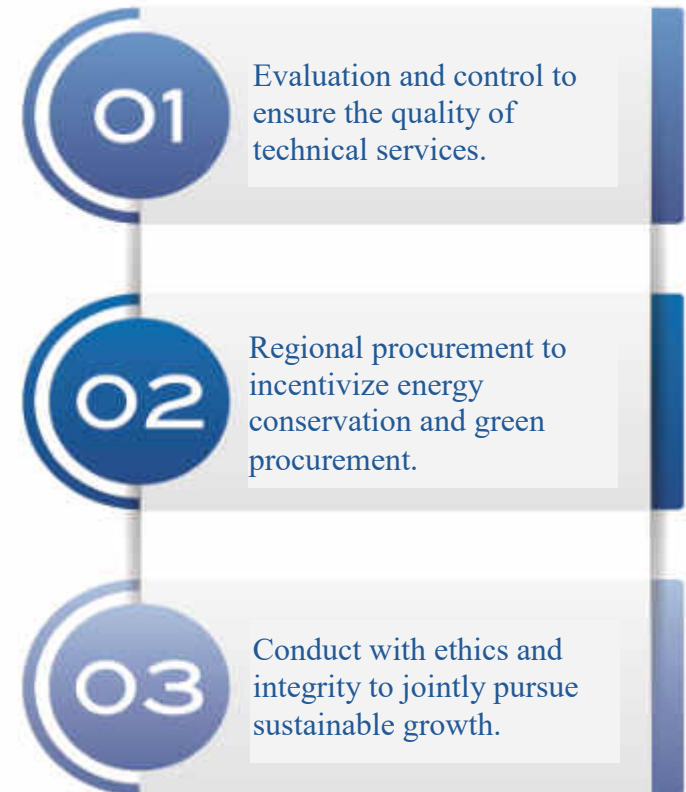 01
Evaluation and control to
ensure the quality of
technical services.
02
Regional procurement to
incentivize energy
conservation and green
procurement.
03
Conduct with ethics and
integrity to jointly pursue
sustainable growth.